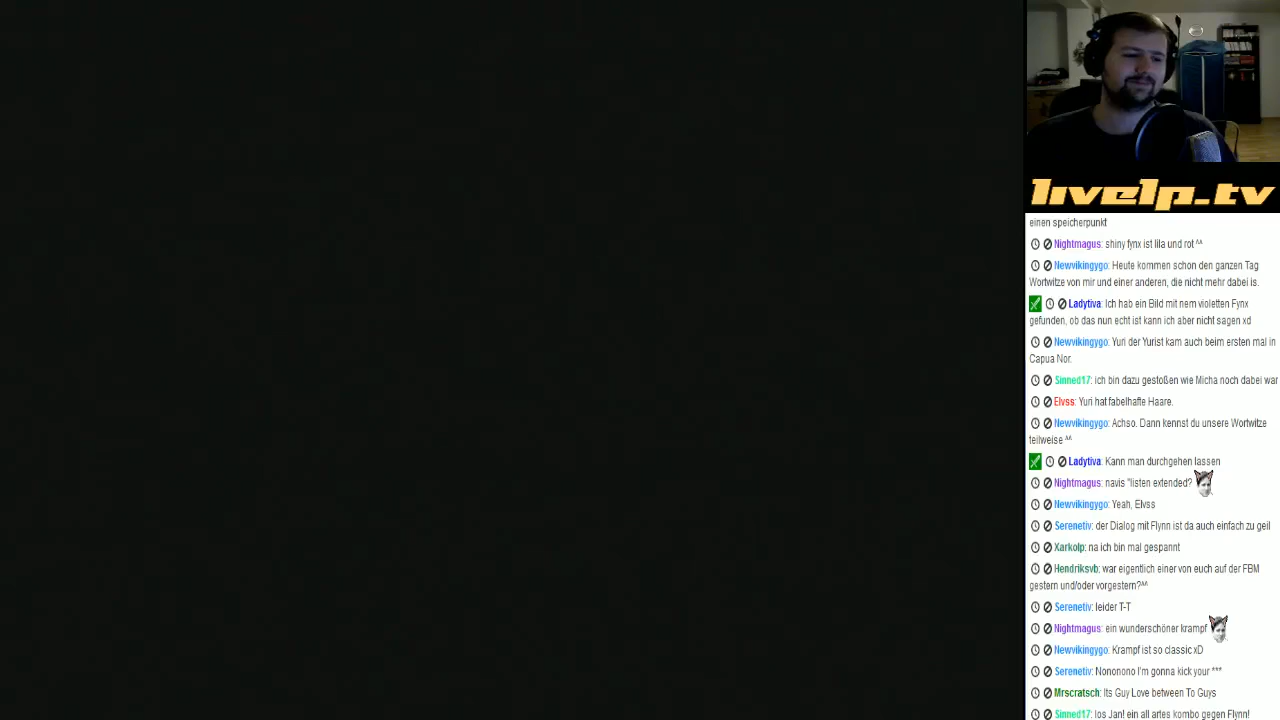 livelp.tv
einen speicherpunkt
Nightmagus: shiny fynx ist lila und rot ^^
Newvikingygo: Heute kommen schon den ganzen Tag
Wortwitze von mir und einer anderen, die nicht mehr dabei is.
Ladytiva: Ich hab ein Bild mit nem violetten Fynx
gefunden, ob das nun echt ist kann ich aber nicht sagen xd
Newvikingygo: Yuri der Yurist kam auch beim ersten mal in
Capua Nor.
Sinned17: ich bin dazu gestoßen wie Micha noch dabei war
Elvss: Yuri hat fabelhafte Haare.
Newvikingygo: Achso. Dann kennst du unsere Wortwitze
teilweise ^^
Ladytiva: Kann man durchgehen lassen
Nightmagus: navis "listen extended?
Newvikingygo: Yeah, Elvss
Serenetiv: der Dialog mit Flynn ist da auch einfach zu geil
Xarkolp: na ich bin mal gespannt
Hendriksvb: war eigentlich einer von euch auf der FBM
gestern und/oder vorgestern?^^
Serenetiv: leider T-T
Nightmagus: ein wunderschöner krampf
Newvikingygo: Krampf ist so classic xD
Serenetiv: Nononono I'm gonna kick your ***
Mrscratsch: Its Guy Love between To Guys
Sinned17: los Jan! ein all artes kombo gegen Flynn!